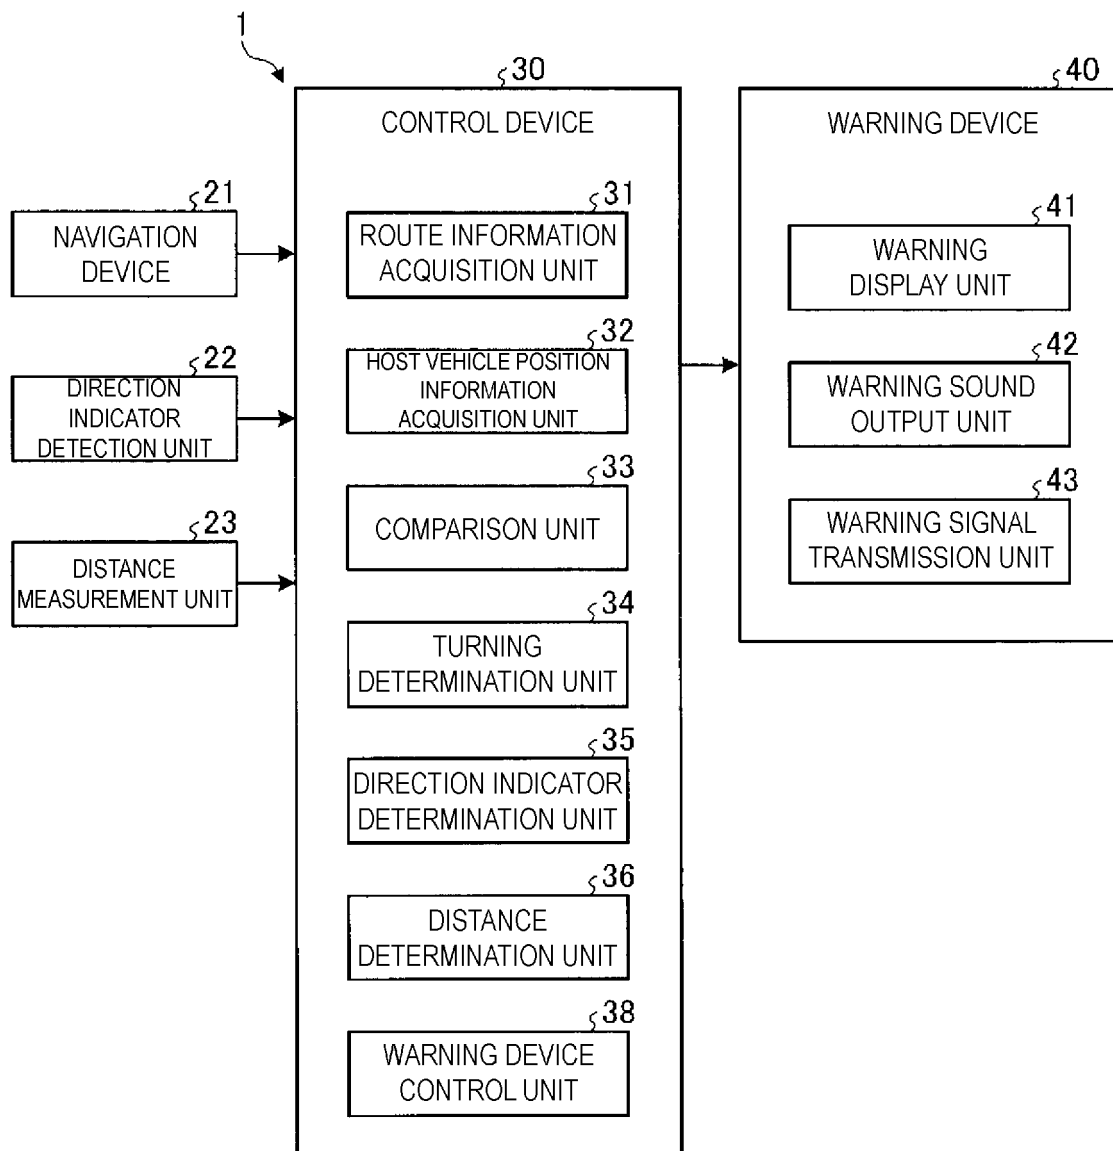 1
30
CONTROL DEVICE
40
WARNING DEVICE
21
NAVIGATION
DEVICE
22
DIRECTION
INDICATOR
DETECTION UNIT
23
DISTANCE
MEASUREMENT UNIT
31
ROUTE INFORMATION
ACQUISITION UNIT
32
HOST VEHICLE POSITION
INFORMATION
ACQUISITION UNIT
33
COMPARISON UNIT
34
TURNING
DETERMINATION UNIT
35
DIRECTION INDICATOR
DETERMINATION UNIT
36
DISTANCE
DETERMINATION UNIT
38
WARNING DEVICE
CONTROL UNIT
41
WARNING
DISPLAY UNIT
42
WARNING SOUND
OUTPUT UNIT
43
WARNING SIGNAL
TRANSMISSION UNIT